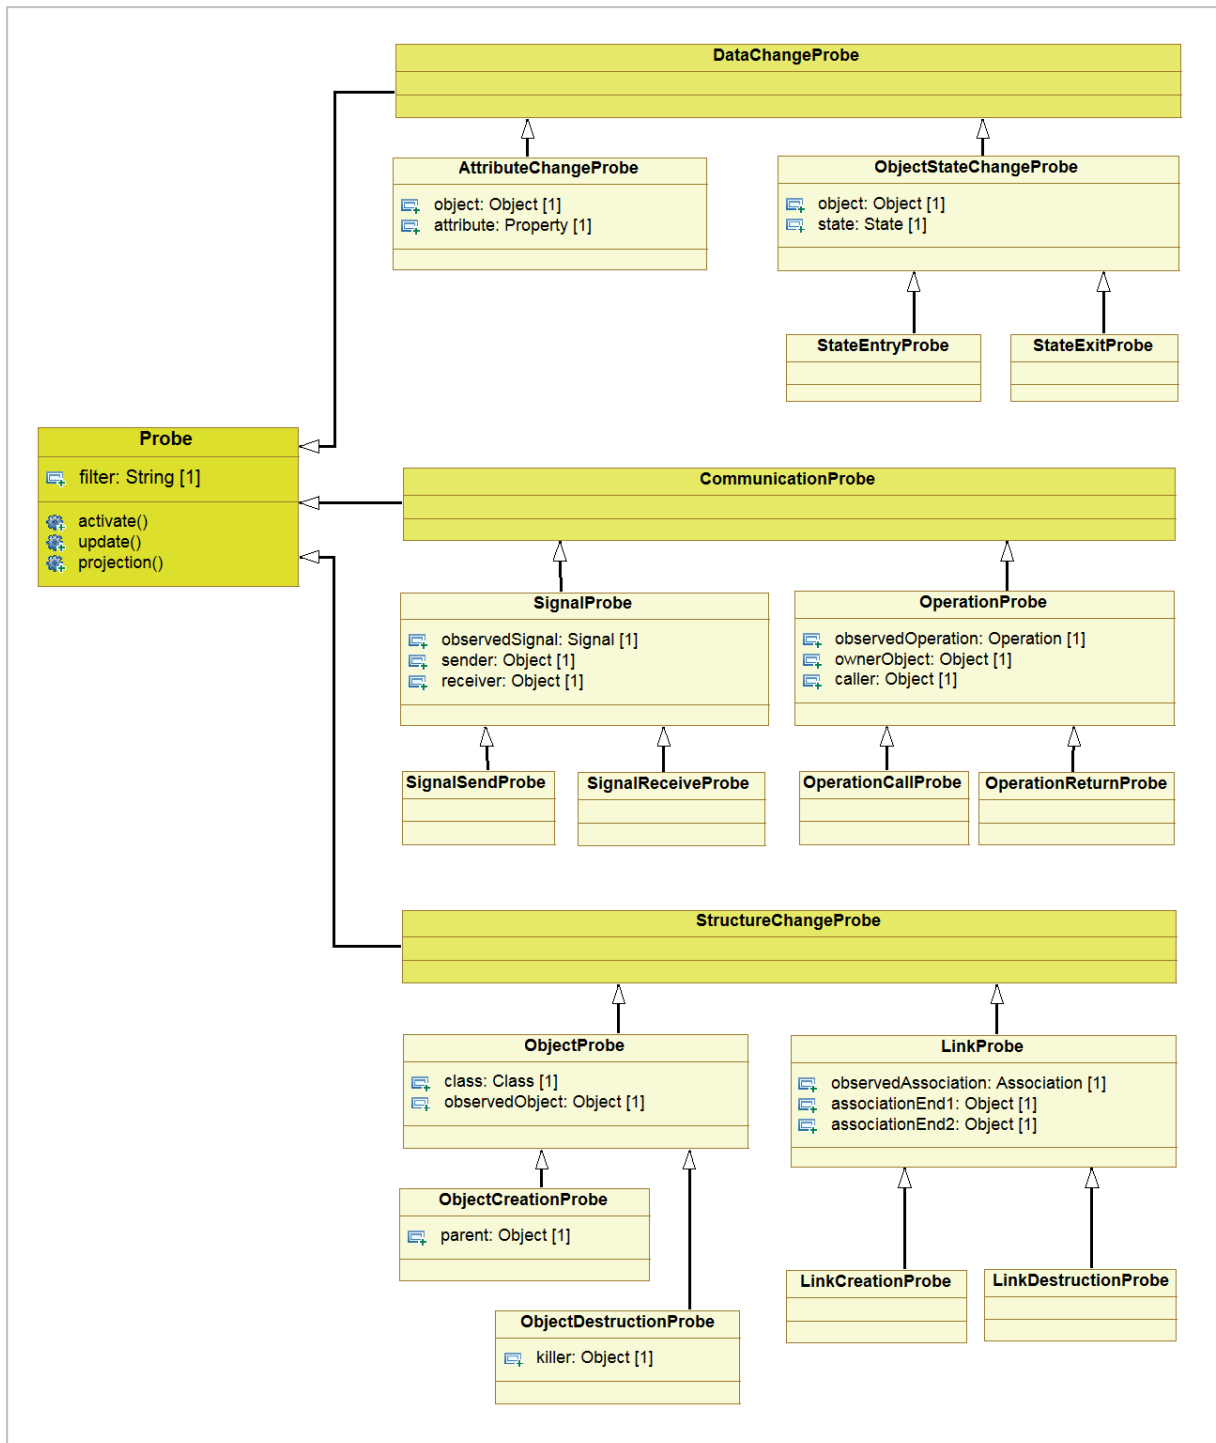 DataChangeProbe
AttributeChangeProbe
object: Object [1]
attribute: Property [1]
ObjectStateChangeProbe
object: Object [1]
state: State [1]
StateEntryProbe
StateExitProbe
Probe
filter: String [1]
activate()
update()
projection()
CommunicationProbe
SignalProbe
observedSignal: Signal [1]
sender: Object [1]
receiver: Object [1]
OperationProbe
observedOperation: Operation [1]
ownerObject: Object [1]
caller: Object [1]
SignalSendProbe
SignalReceiveProbe
OperationCallProbe
OperationReturnProbe
StructureChangeProbe
ObjectProbe
class: Class [1]
observedObject: Object [1]
LinkProbe
observedAssociation: Association [1]
associationEnd1: Object [1]
associationEnd2: Object [1]
ObjectCreationProbe
parent: Object [1]
LinkCreationProbe
LinkDestructionProbe
ObjectDestructionProbe
killer: Object [1]